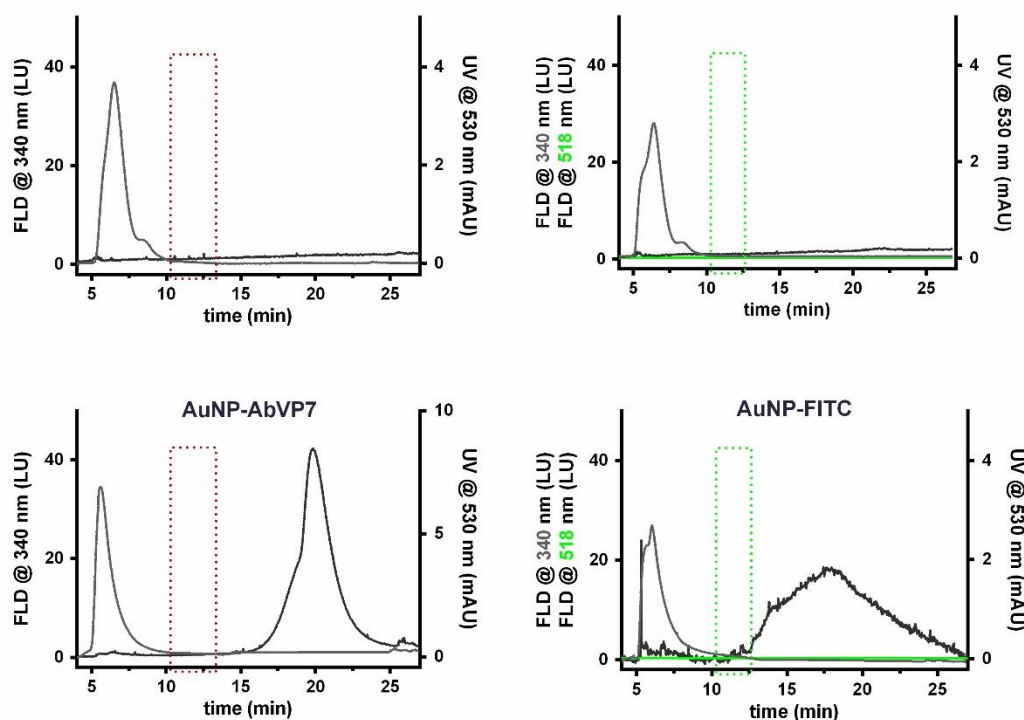 FLD @ 340 nm (LU)
40
20
0
4
2
0
UV @ 530 nm (mAU)
5 10 15 20 25
time (min)
FLD @ 340 nm (LU)
FLD @ 518 nm (LU)
40
20
0
4
2
0
UV @ 530 nm (mAU)
5 10 15 20 25
time (min)
AuNP-AbVP7
FLD @ 340 nm (LU)
40
20
0
10
5
0
UV @ 530 nm (mAU)
5 10 15 20 25
time (min)
AuNP-FITC
FLD @ 340 nm (LU)
FLD @ 518 nm (LU)
40
20
0
4
2
0
UV @ 530 nm (mAU)
5 10 15 20 25
time (min)